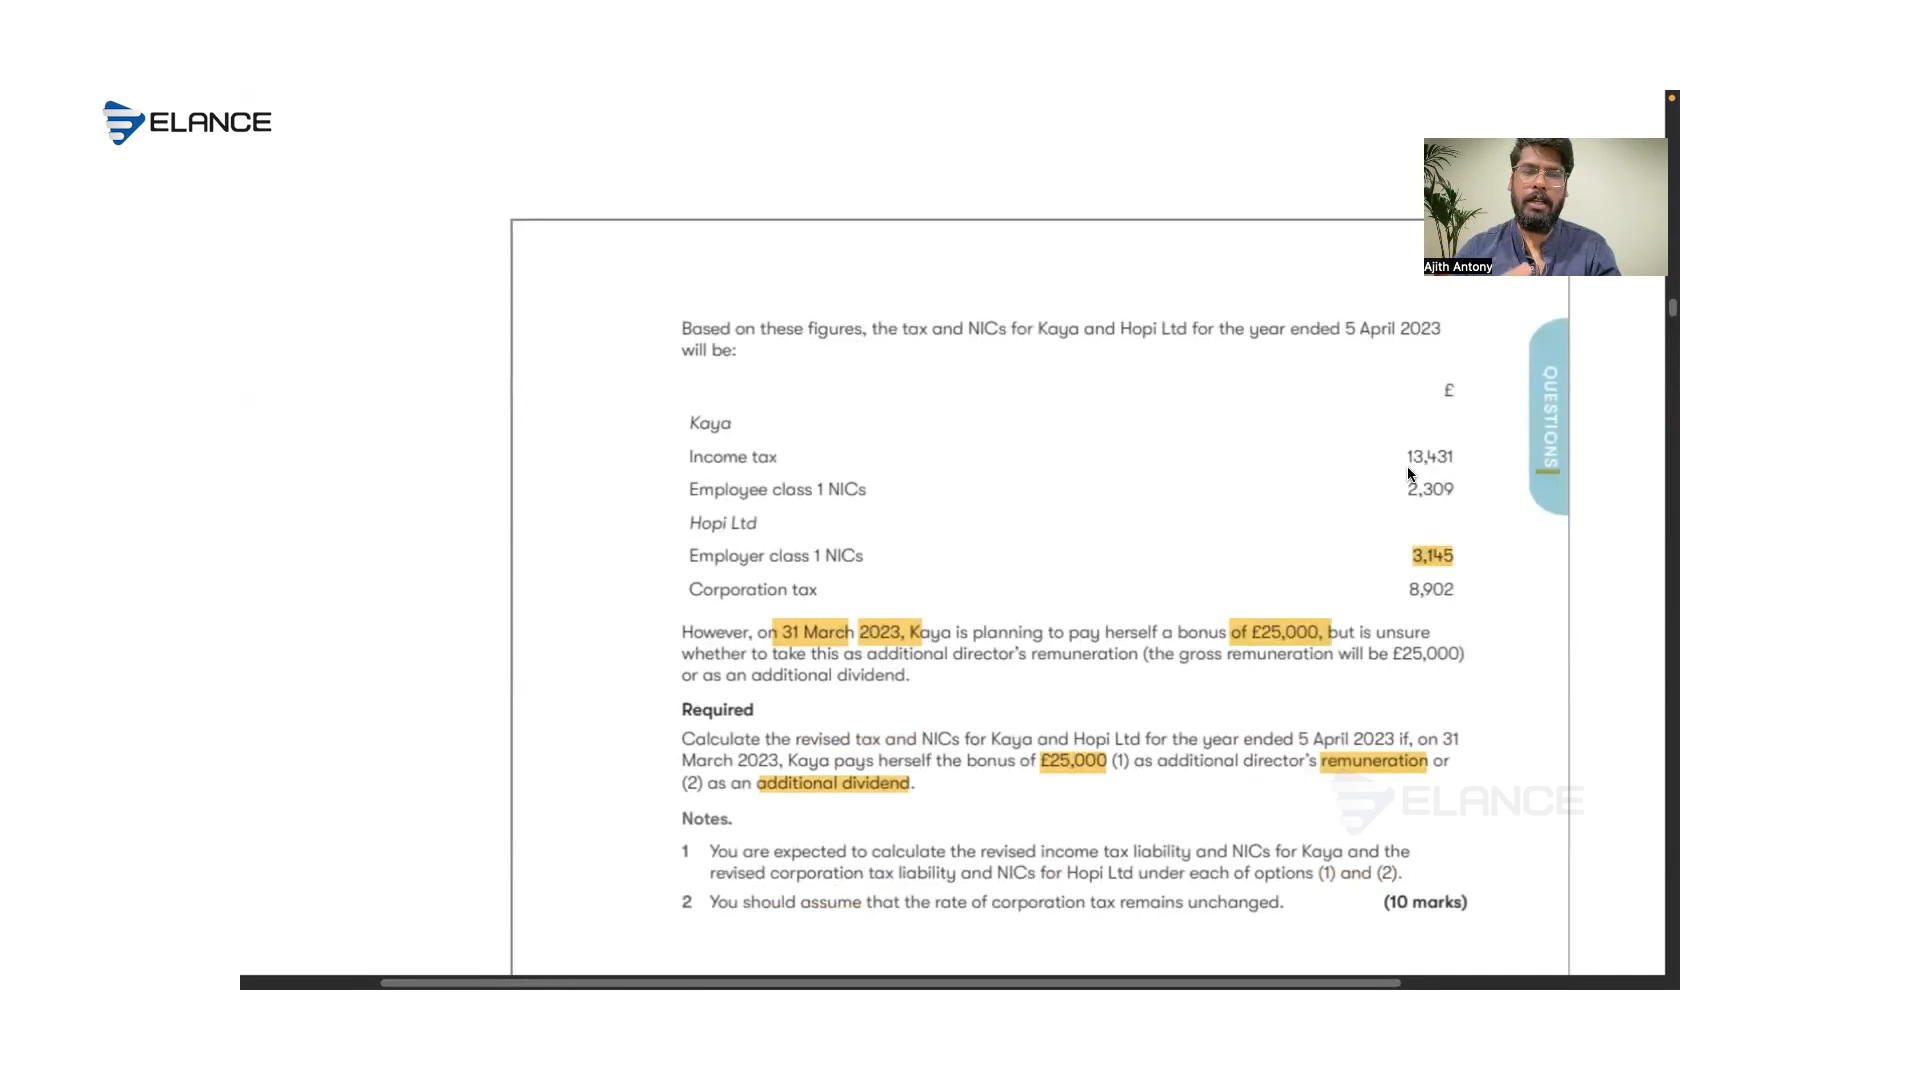 ELANCE
Ajith Antony
Based on these figures, the tax and NICs for Kaya and Hopi Ltd for the year ended 5 April 2023
will be:
£
Kaya
Income tax 13,431
Employee class 1 NICs 2,309
Hopi Ltd
Employer class 1 NICs 3,145
Corporation tax 8,902
QUESTIONS
However, on 31 March 2023, Kaya is planning to pay herself a bonus of £25,000, but is unsure
whether to take this as additional director's remuneration (the gross remuneration will be £25,000)
or as an additional dividend.
Required
Calculate the revised tax and NICs for Kaya and Hopi Ltd for the year ended 5 April 2023 if, on 31
March 2023, Kaya pays herself the bonus of £25,000 (1) as additional director's remuneration or
(2) as an additional dividend.
ELANCE
Notes.
1 You are expected to calculate the revised income tax liability and NICs for Kaya and the
revised corporation tax liability and NICs for Hopi Ltd under each of options (1) and (2).
2 You should assume that the rate of corporation tax remains unchanged. (10 marks)